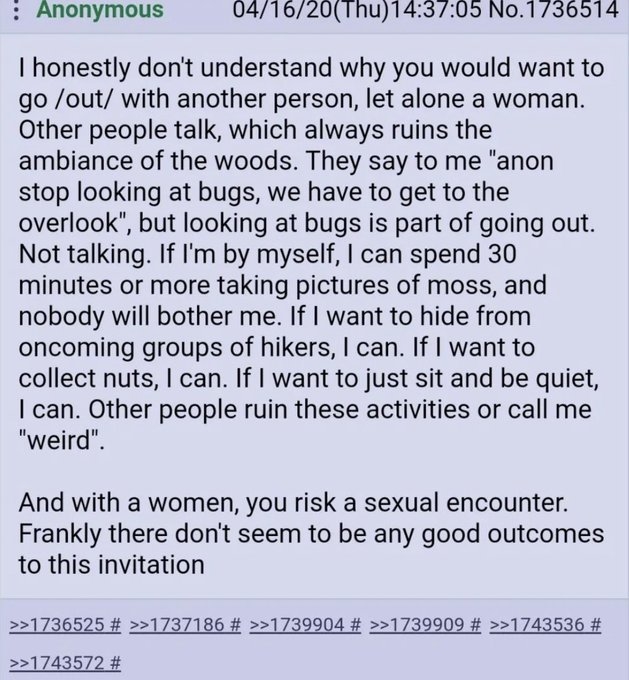 Anonymous 04/16/20(Thu)14:37:05 No.1736514
I honestly don't understand why you would want to
go /out/ with another person, let alone a woman.
Other people talk, which always ruins the
ambiance of the woods. They say to me "anon
stop looking at bugs, we have to get to the
overlook", but looking at bugs is part of going out.
Not talking. If I'm by myself, I can spend 30
minutes or more taking pictures of moss, and
nobody will bother me. If I want to hide from
oncoming groups of hikers, I can. If I want to
collect nuts, I can. If I want to just sit and be quiet,
I can. Other people ruin these activities or call me
"weird".
And with a women, you risk a sexual encounter.
Frankly there don't seem to be any good outcomes
to this invitation
>>1736525 # >>1737186 # >>1739904 # >>1739909 # >>1743536 #
>>1743572 #